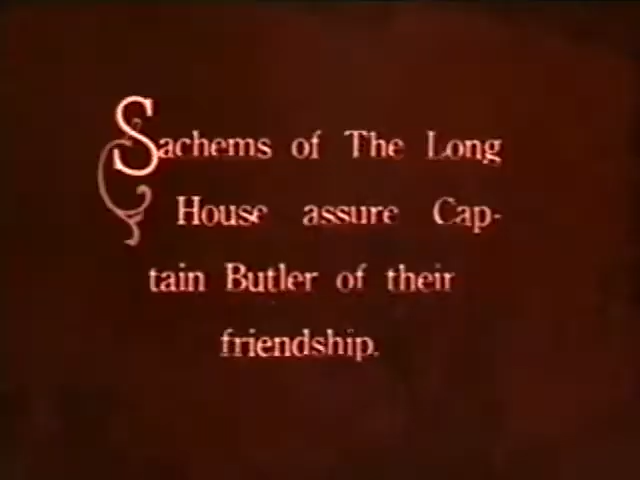 Sachems of The Long
House assure Cap-
tain Butler of their
friendship.